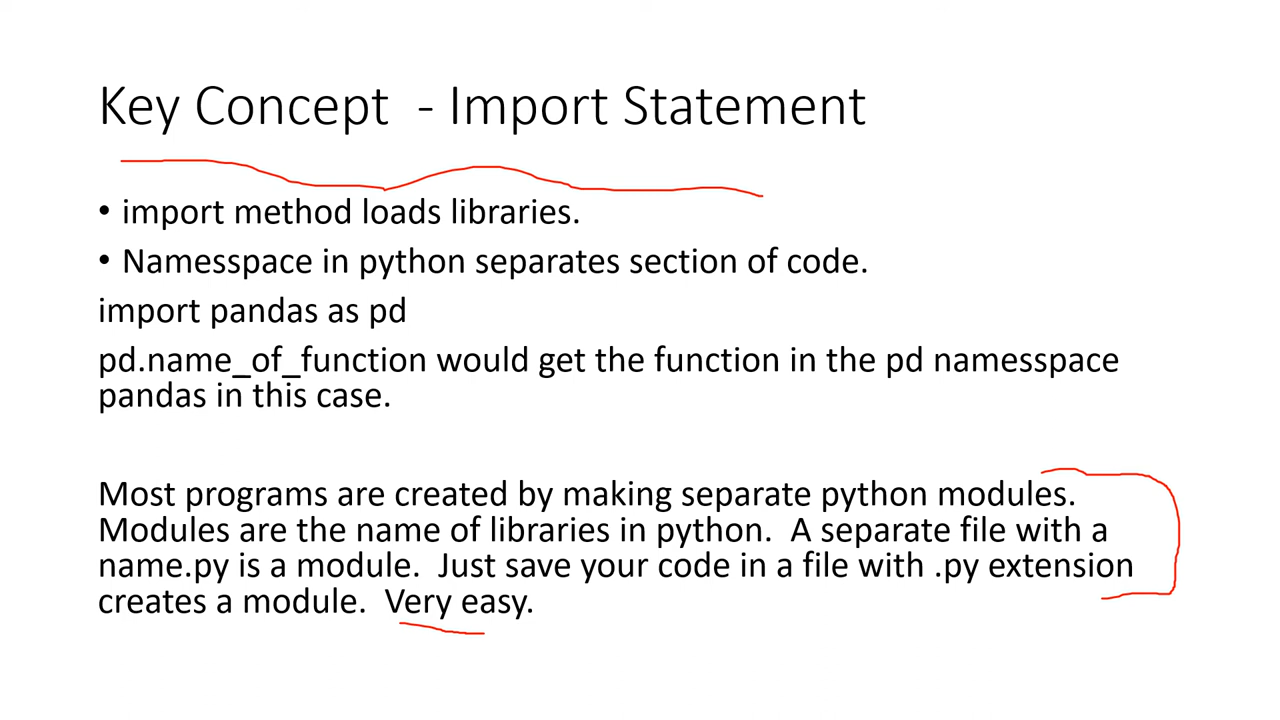 Key Concept - Import Statement
• import method loads libraries.
• Namesspace in python separates section of code.
import pandas as pd
pd.name_of_function would get the function in the pd namesspace
pandas in this case.
Most programs are created by making separate python modules.
Modules are the name of libraries in python. A separate file with a
name.py is a module. Just save your code in a file with .py extension
creates a module. Very easy.